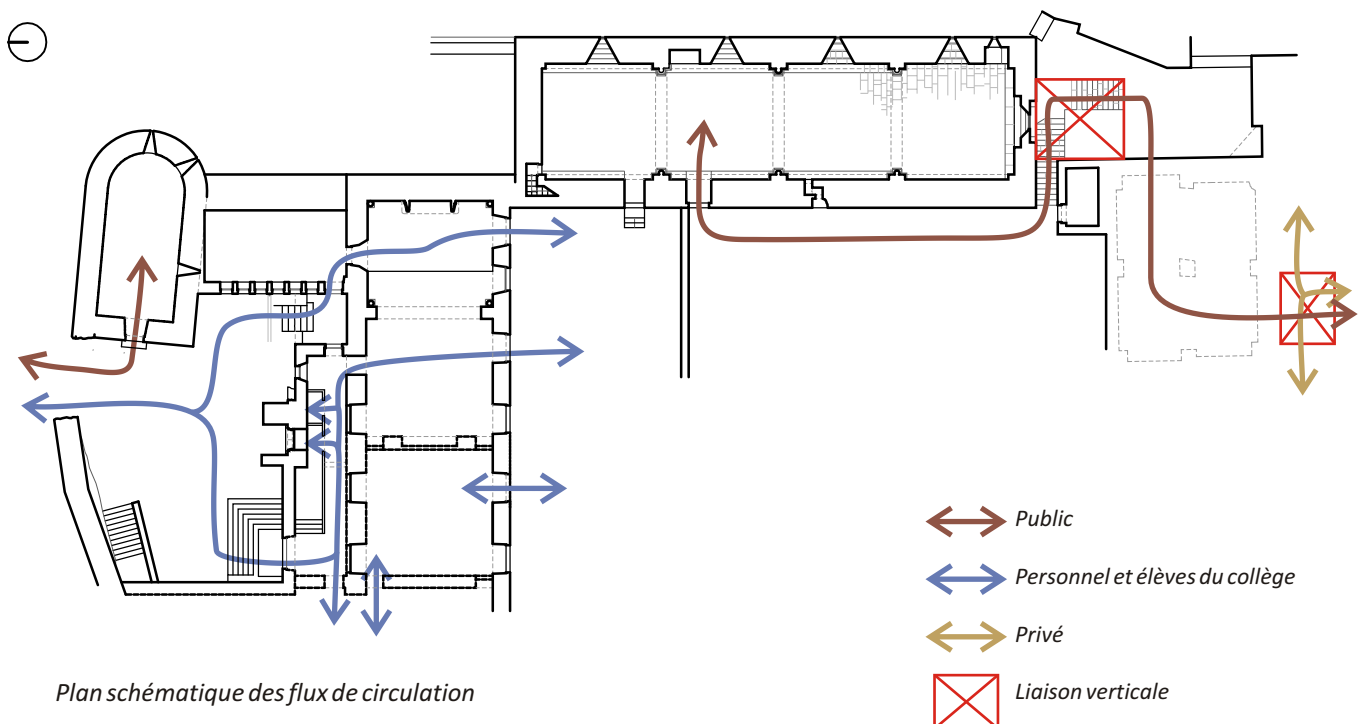 Public
Personnel et élèves du collège
Privé
Liaison verticale
Plan schématique des flux de circulation